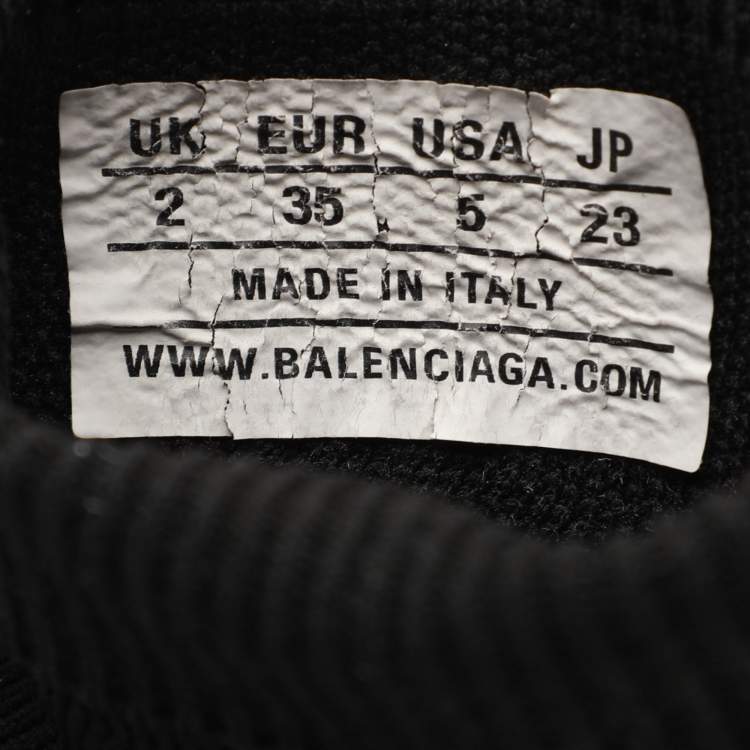 UK EUR USA JP
2 35 5 23
MADE IN ITALY
WWW.BALENCIAGA.COM